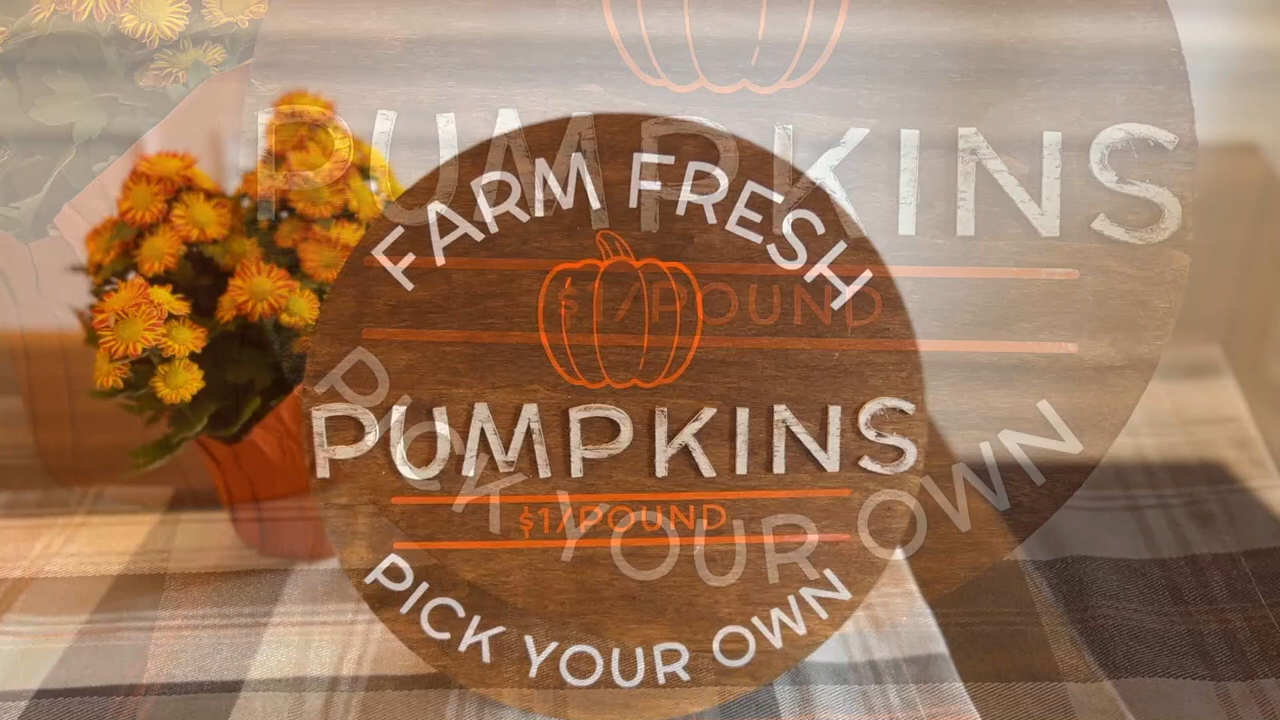 PUMPKINS
$1/POUND
PICK YOUR OWN
FARM FRESH
PUMPKINS
$1/POUND
PICK YOUR OWN